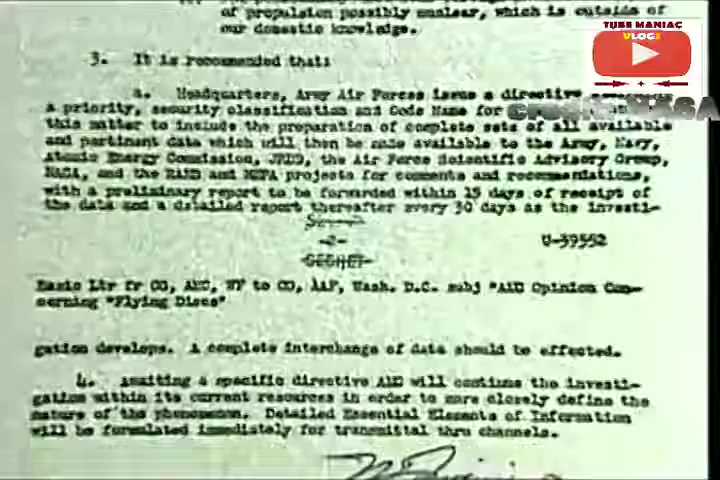 of propulsion possibly nuclear, which is outside of
our domestic knowledge.
TUBE MANIAC
VLOGZ
3. It is recommended that:
a. Headquarters, Army Air Forces issue a directive
a priority, security classification and Code Name for
this matter to include the preparation of complete sets of all available
and pertinent data which will then be made available to the Army, Navy,
Atomic Energy Commission, JRDB, the Air Force Scientific Advisory Group,
NACA, and the RAND and NEPA projects for comments and recommendations,
with a preliminary report to be forwarded within 15 days of receipt of
the data and a detailed report thereafter every 30 days as the investi-
Secret
-2-
U-39552
SECRET
Basic Ltr fr CG, AMC, WF to CG, AAF, Wash. D.C. subj "AMC Opinion Con-
cerning "Flying Discs"
gation develops. A complete interchange of data should be effected.
4. Awaiting a specific directive AMC will continue the investi-
gation within its current resources in order to more closely define the
nature of the phenomenon. Detailed Essential Elements of Information
will be formulated immediately for transmittal thru channels.